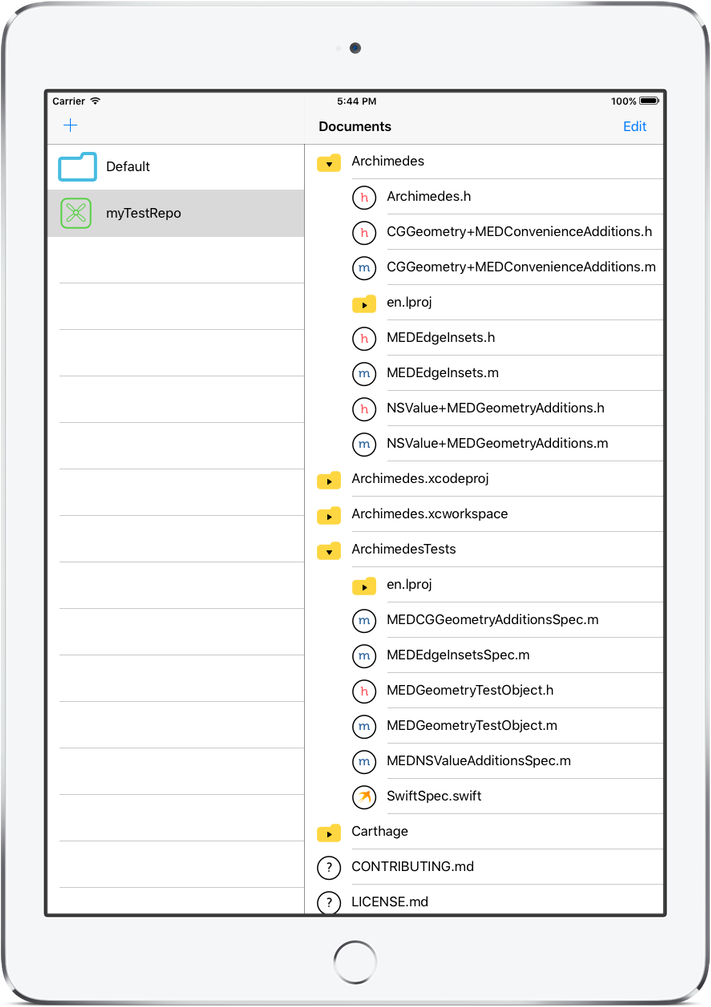 Carrier 5:44 PM 100%
+ Documents Edit
Default
myTestRepo
Archimedes
h Archimedes.h
h CGGeometry+MEDConvenienceAdditions.h
m CGGeometry+MEDConvenienceAdditions.m
en.lproj
h MEDEdgeInsets.h
m MEDEdgeInsets.m
h NSValue+MEDGeometryAdditions.h
m NSValue+MEDGeometryAdditions.m
Archimedes.xcodeproj
Archimedes.xcworkspace
ArchimedesTests
en.lproj
m MEDCGGeometryAdditionsSpec.m
m MEDEdgeInsetsSpec.m
h MEDGeometryTestObject.h
m MEDGeometryTestObject.m
m MEDNSValueAdditionsSpec.m
SwiftSpec.swift
Carthage
? CONTRIBUTING.md
? LICENSE.md